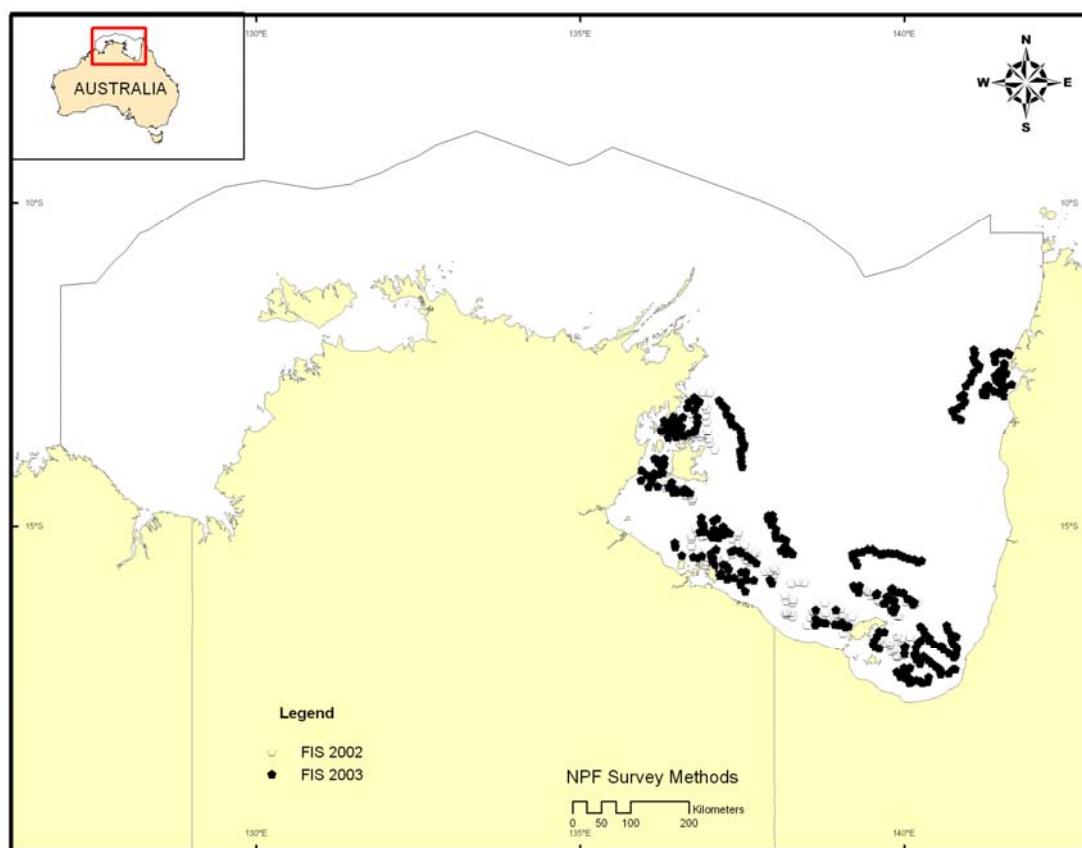 130°E
135°E
140°E
AUSTRALIA
N
W E
S
10°S
10°S
15°S
15°S
Legend
FIS 2002
FIS 2003
NPF Survey Methods
Kilometers
0 50 100 200
130°E
135°E
140°E